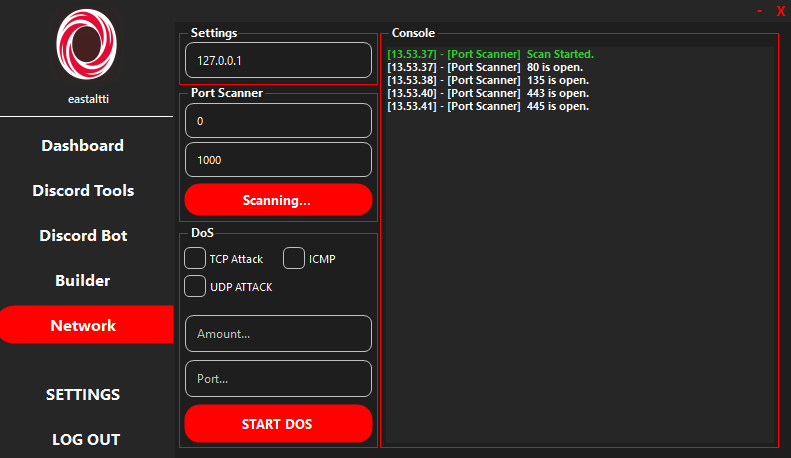 - X
eastaltti
Dashboard
Discord Tools
Discord Bot
Builder
Network
SETTINGS
LOG OUT
Settings
127.0.0.1
Port Scanner
0
1000
Scanning...
DoS
TCP Attack ICMP
UDP ATTACK
Amount...
Port...
START DOS
Console
[13.53.37] - [Port Scanner] Scan Started.
[13.53.37] - [Port Scanner] 80 is open.
[13.53.38] - [Port Scanner] 135 is open.
[13.53.40] - [Port Scanner] 443 is open.
[13.53.41] - [Port Scanner] 445 is open.